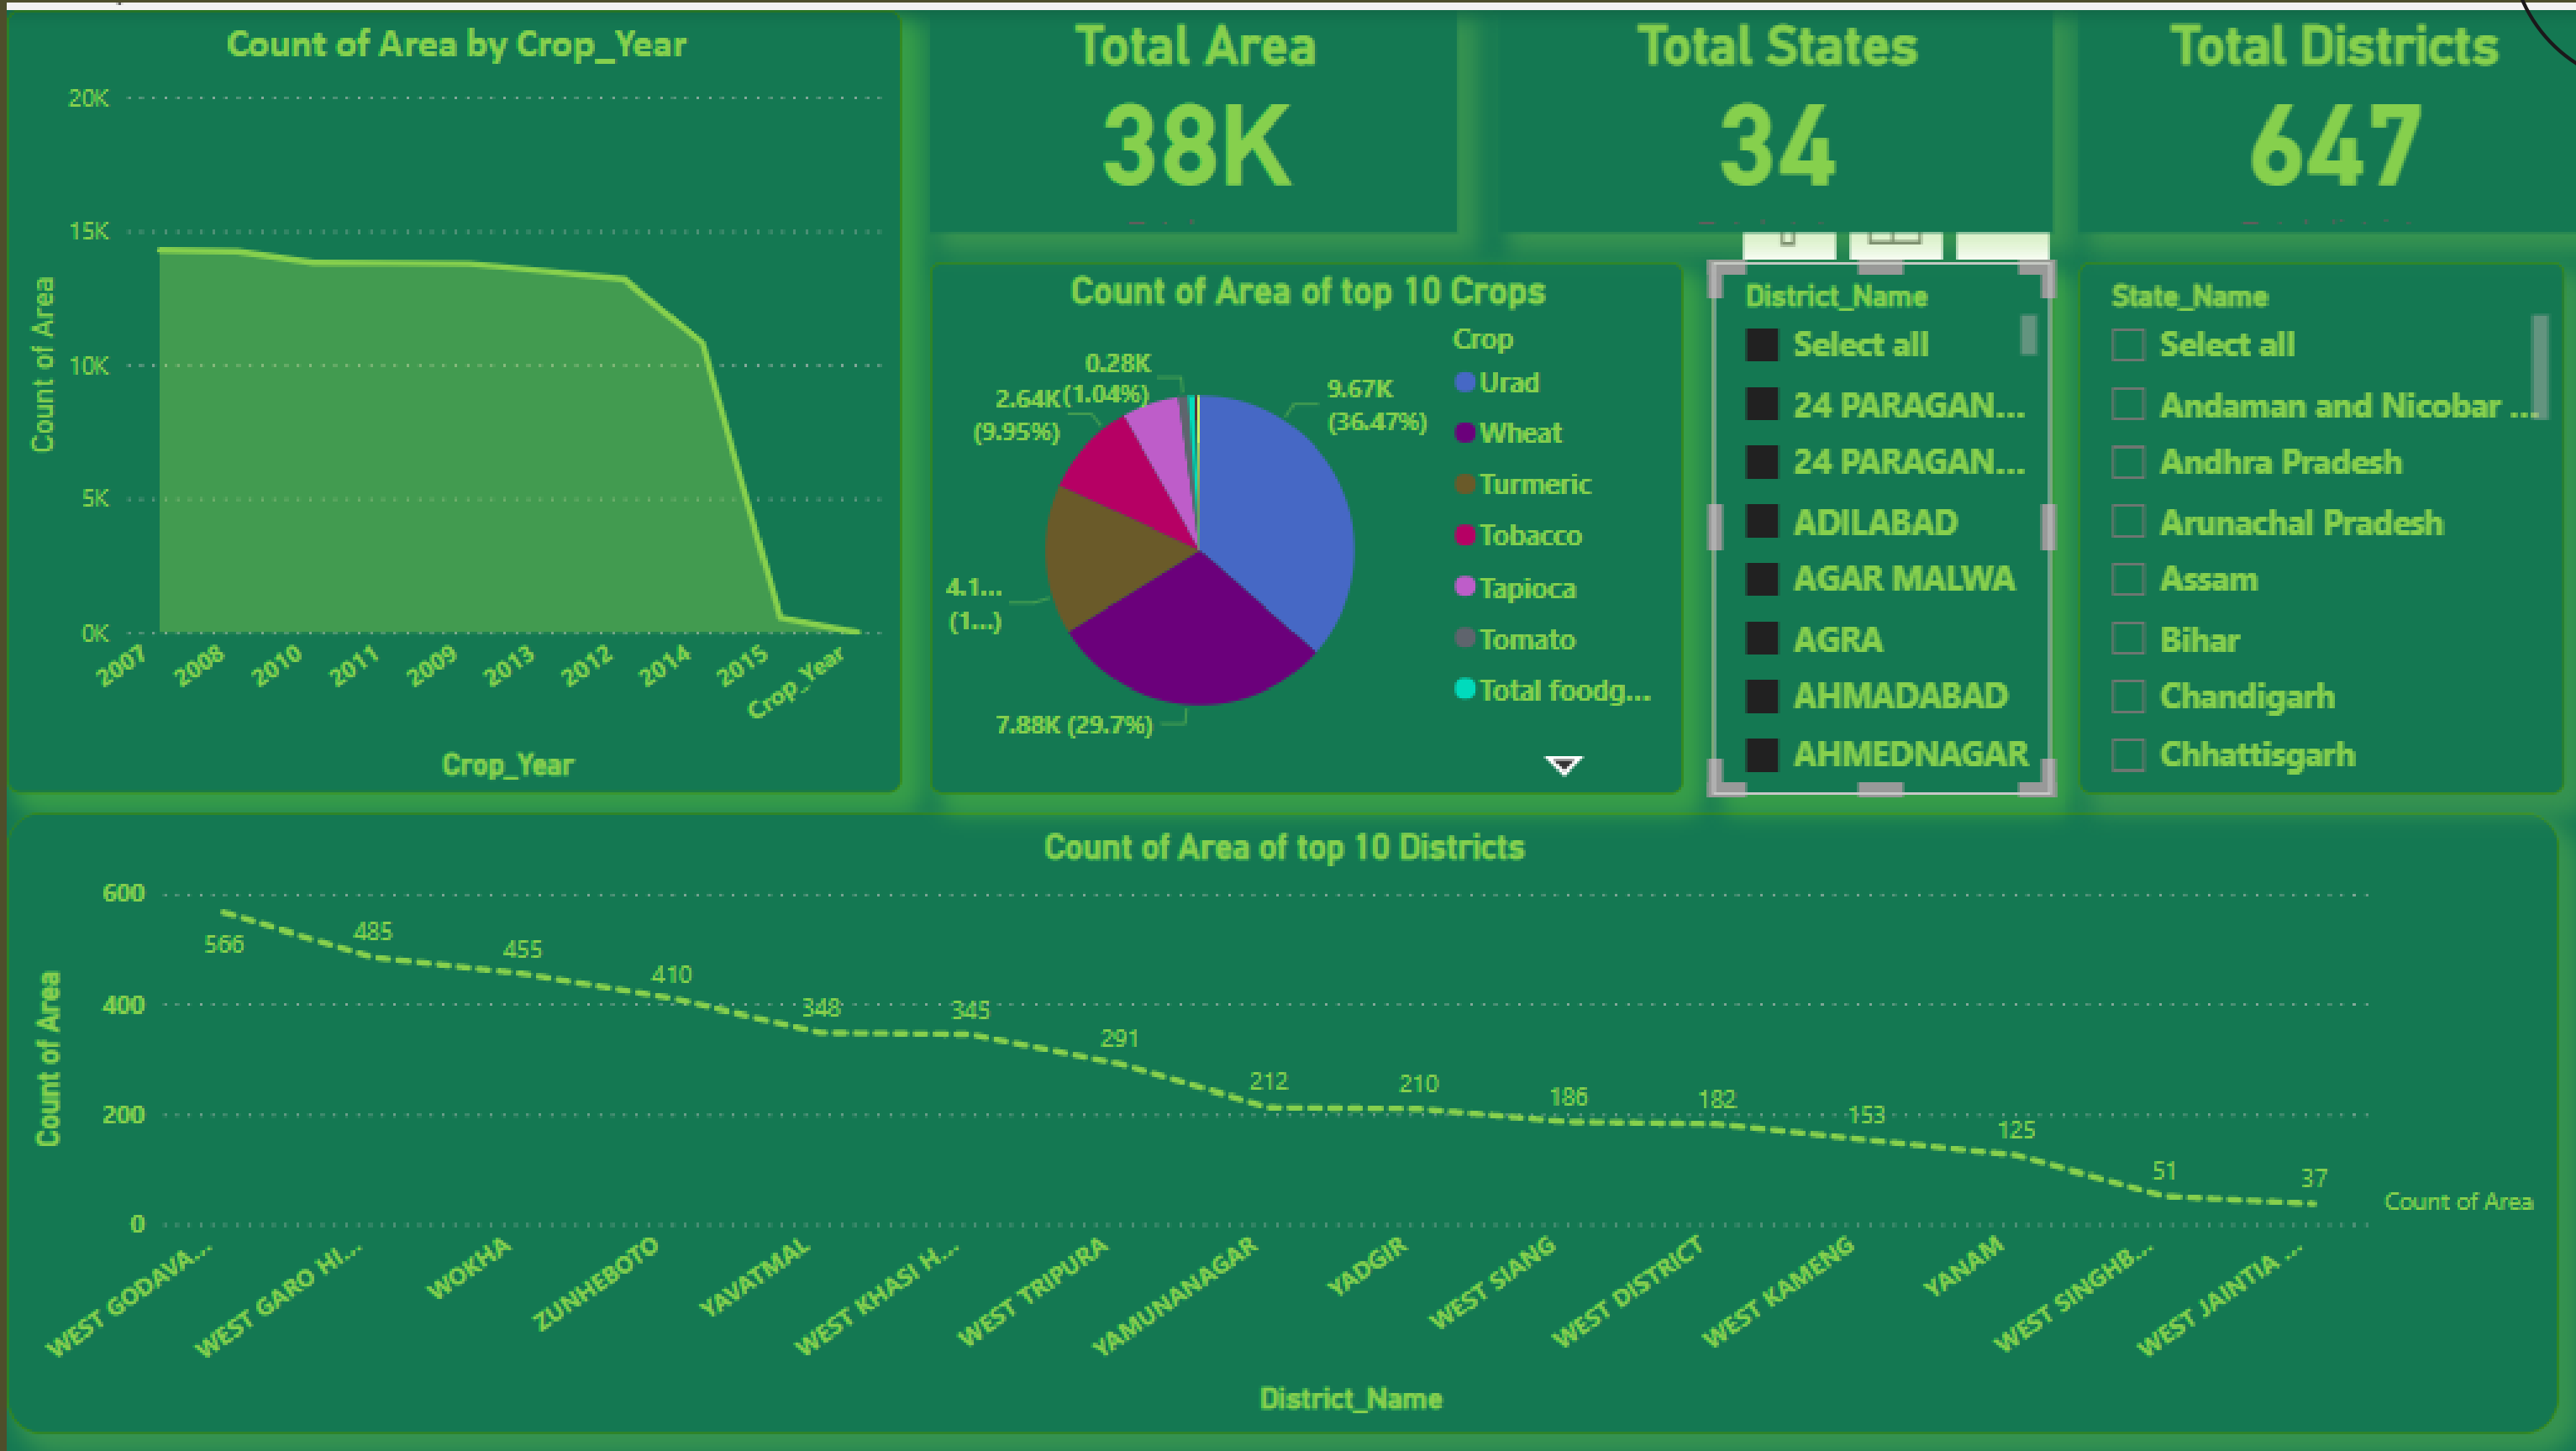 Count of Area by Crop_Year
20K
15K
10K
5K
0K
Count of Area
2007
2008
2010
2011
2009
2013
2012
2014
2015
Crop_Year
Crop_Year
Total Area
38K
Total States
34
Total Districts
647
Count of Area of top 10 Crops
0.28K
(1.04%)
2.64K
(9.95%)
4.1...
(1...)
7.88K (29.7%)
9.67K
(36.47%)
Crop
Urad
Wheat
Turmeric
Tobacco
Tapioca
Tomato
Total foodg...
District_Name
Select all
24 PARAGAN...
24 PARAGAN...
ADILABAD
AGAR MALWA
AGRA
AHMADABAD
AHMEDNAGAR
State_Name
Select all
Andaman and Nicobar ...
Andhra Pradesh
Arunachal Pradesh
Assam
Bihar
Chandigarh
Chhattisgarh
Count of Area of top 10 Districts
600
400
200
0
Count of Area
566
485
455
410
348
345
291
212
210
186
182
153
125
51
37
Count of Area
WEST GODAVA...
WEST GARO HI...
WOKHA
ZUNHEBOTO
YAVATMAL
WEST KHASI H...
WEST TRIPURA
YAMUNANAGAR
YADGIR
WEST SIANG
WEST DISTRICT
WEST KAMENG
YANAM
WEST SINGHB...
WEST JAINTIA ...
District_Name